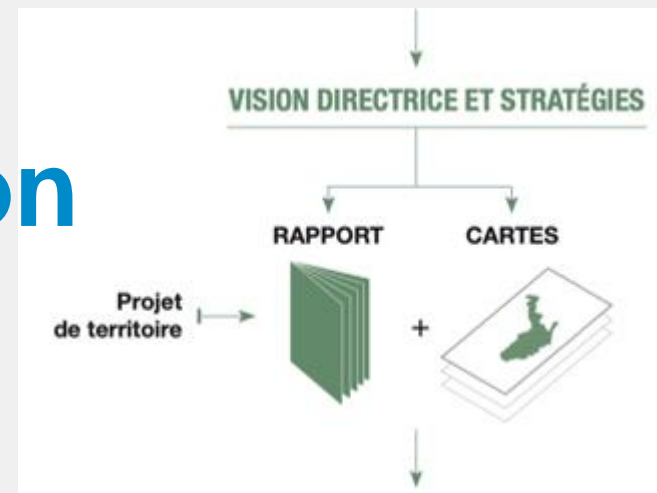 VISION DIRECTRICE ET STRATÉGIES
on
RAPPORT
CARTES
Projet
de territoire
+